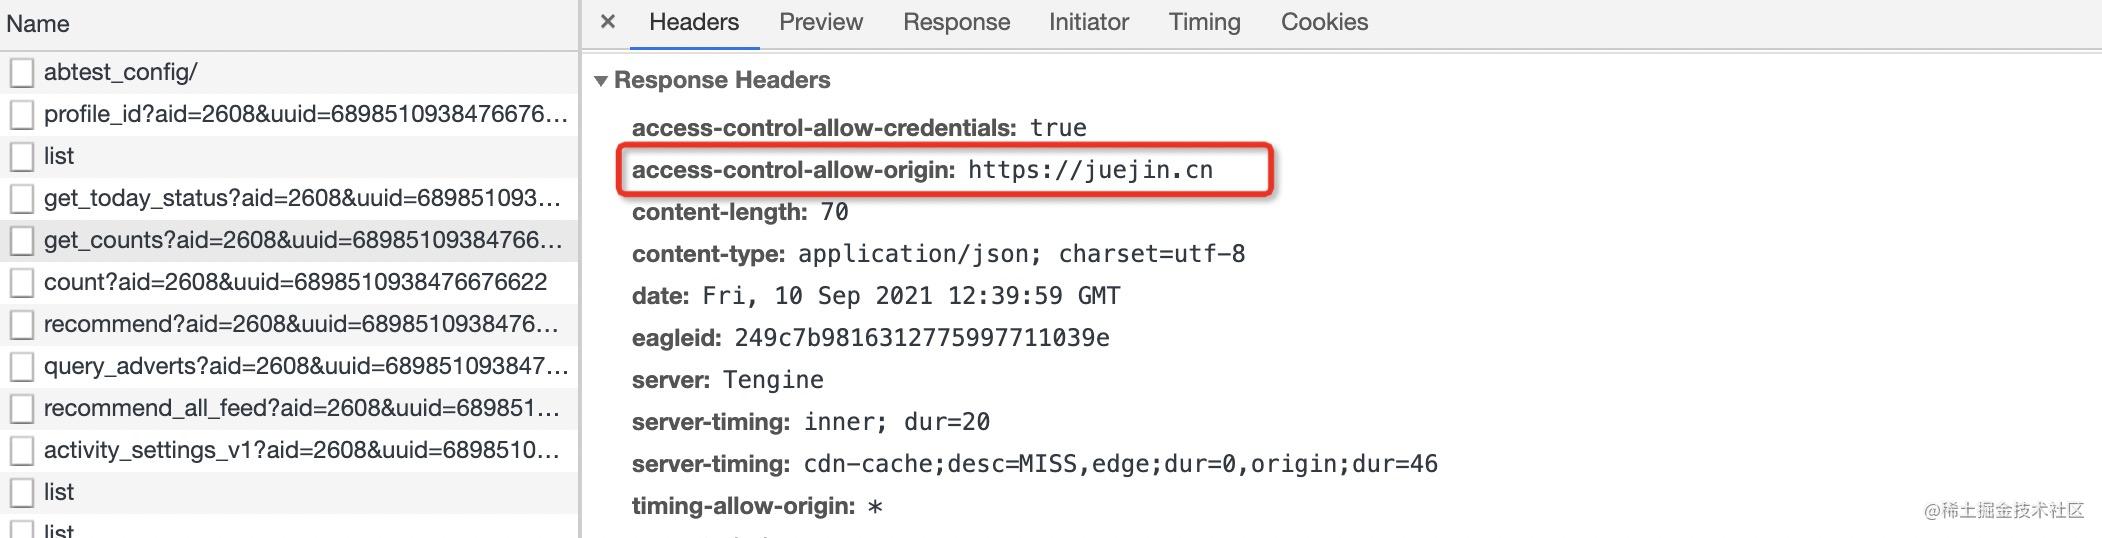 Name
abtest_config/
profile_id?aid=2608&uuid=68985109384766 76…
list
get_today_status?aid=2608&uuid=689851093…
get_counts?aid=2608&uuid=68985109384766…
count?aid=2608&uuid=6898510938476676622
recommend?aid=2608&uuid=6898510938476…
query_adverts?aid=2608&uuid=689851093847…
recommend_all_feed?aid=2608&uuid=689851…
activity_settings_v1?aid=2608&uuid=6898510…
list
list
× Headers Preview Response Initiator Timing Cookies
▼ Response Headers
access-control-allow-credentials: true
access-control-allow-origin: https://juejin.cn
content-length: 70
content-type: application/json; charset=utf-8
date: Fri, 10 Sep 2021 12:39:59 GMT
eagleid: 249c7b9816312775997711039e
server: Tengine
server-timing: inner; dur=20
server-timing: cdn-cache;desc=MISS,edge;dur=0,origin;dur=46
timing-allow-origin: *
@稀土掘金技术社区